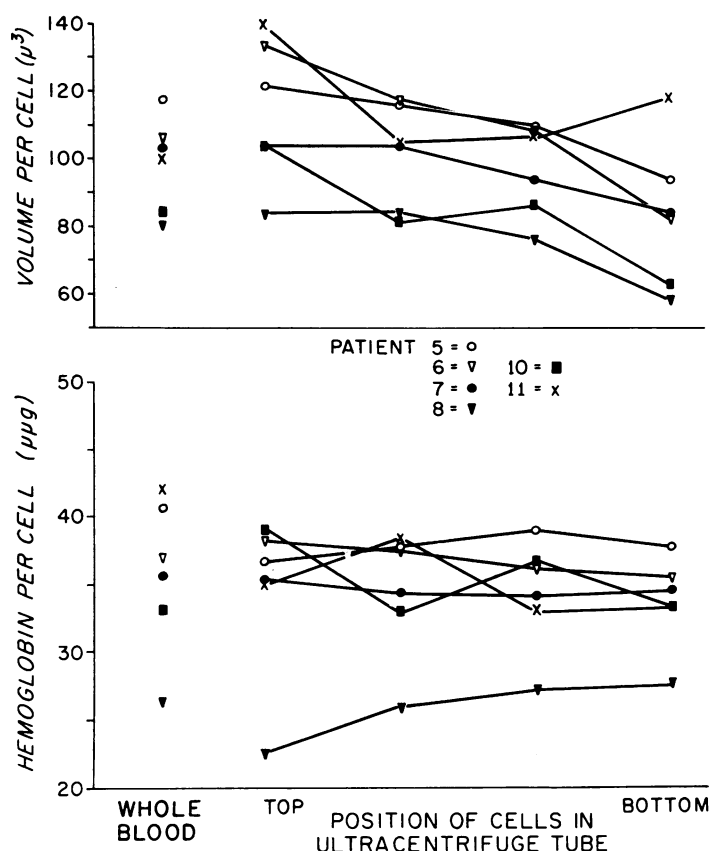 VOLUME PER CELL (μ³)
140
120
100
80
60
PATIENT 5 = ○
6 = ▽ 10 = ■
7 = ● 11 = x
8 = ▼
HEMOGLOBIN PER CELL (μμg)
50
40
30
20
WHOLE BLOOD
TOP
POSITION OF CELLS IN
ULTRACENTRIFUGE TUBE
BOTTOM